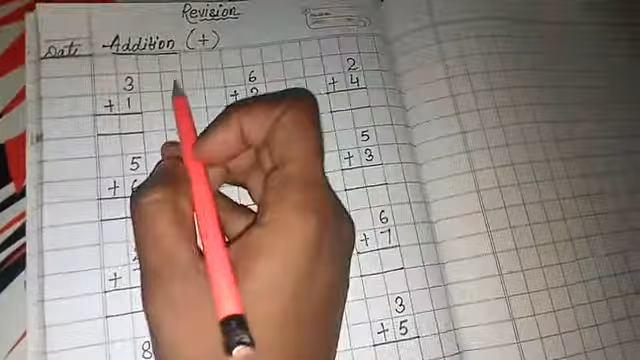 Revision
Date Addition (+)
3 6 2
+ 1 + + 4
5 5
+ + 3
6
+ + 7
3
8 + 5